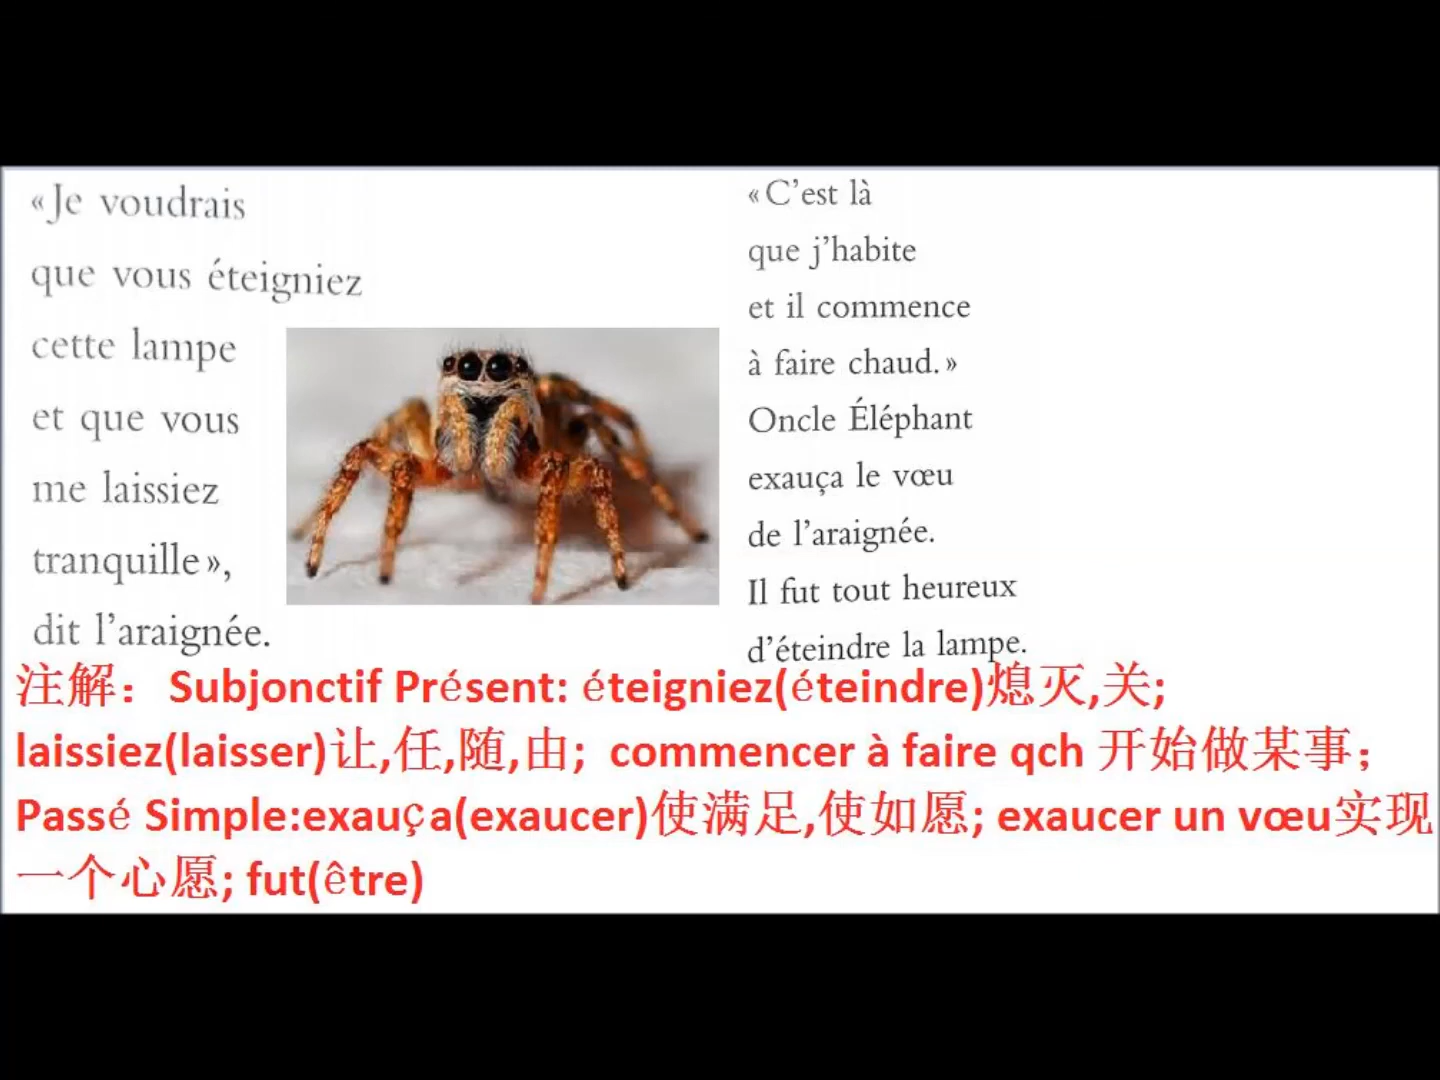 «Je voudrais
que vous éteigniez
cette lampe
et que vous
me laissiez
tranquille»,
dit l’araignée.
«C’est là
que j’habite
et il commence
à faire chaud.»
Oncle Éléphant
exauça le vœu
de l’araignée.
Il fut tout heureux
d’éteindre la lampe.
注解：Subjonctif Présent: éteigniez(éteindre)熄灭,关;
laissiez(laisser)让,任,随,由; commencer à faire qch 开始做某事；
Passé Simple:exauça(exaucer)使满足,使如愿; exaucer un vœu实现
一个心愿; fut(être)